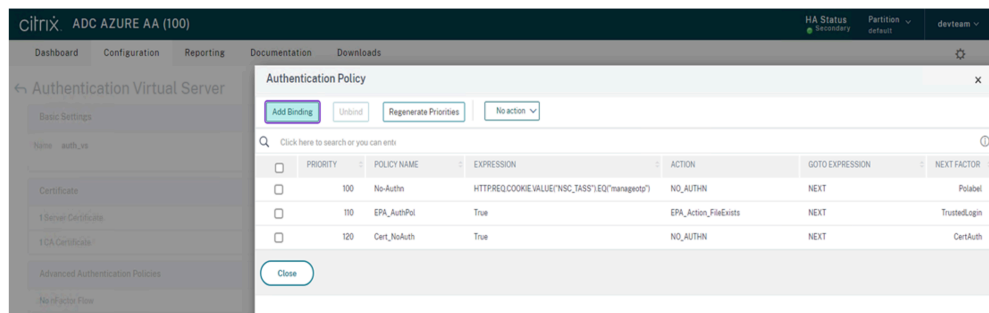 citrix. ADC AZURE AA (100) HA Status Partition devteam
Secondery default
Dashboard Configuration Reporting Documentation Downloads
Authentication Virtual Server
Authentication Policy
Add Binding Unbind Regenerate Priorities No action
Basic Settings
Click here to search or you can ente
Name auth_vs
PRIORITY POLICY NAME EXPRESSION ACTION GOTO EXPRESSION NEXT FACTOR
100 No-Authn HTTP.REQ.COOKIE.VALUE("NSC_TASS").EQ("manageotp") NO_AUTHN NEXT Polabel
Certificate
110 EPA_AuthPol True EPA_Action_FileExists NEXT TrustedLogin
1 Server Certificate
120 Cert_NoAuth True NO_AUTHN NEXT CertAuth
1 CA Certificate
Close
Advanced Authentication Policies
No nFactor Flow